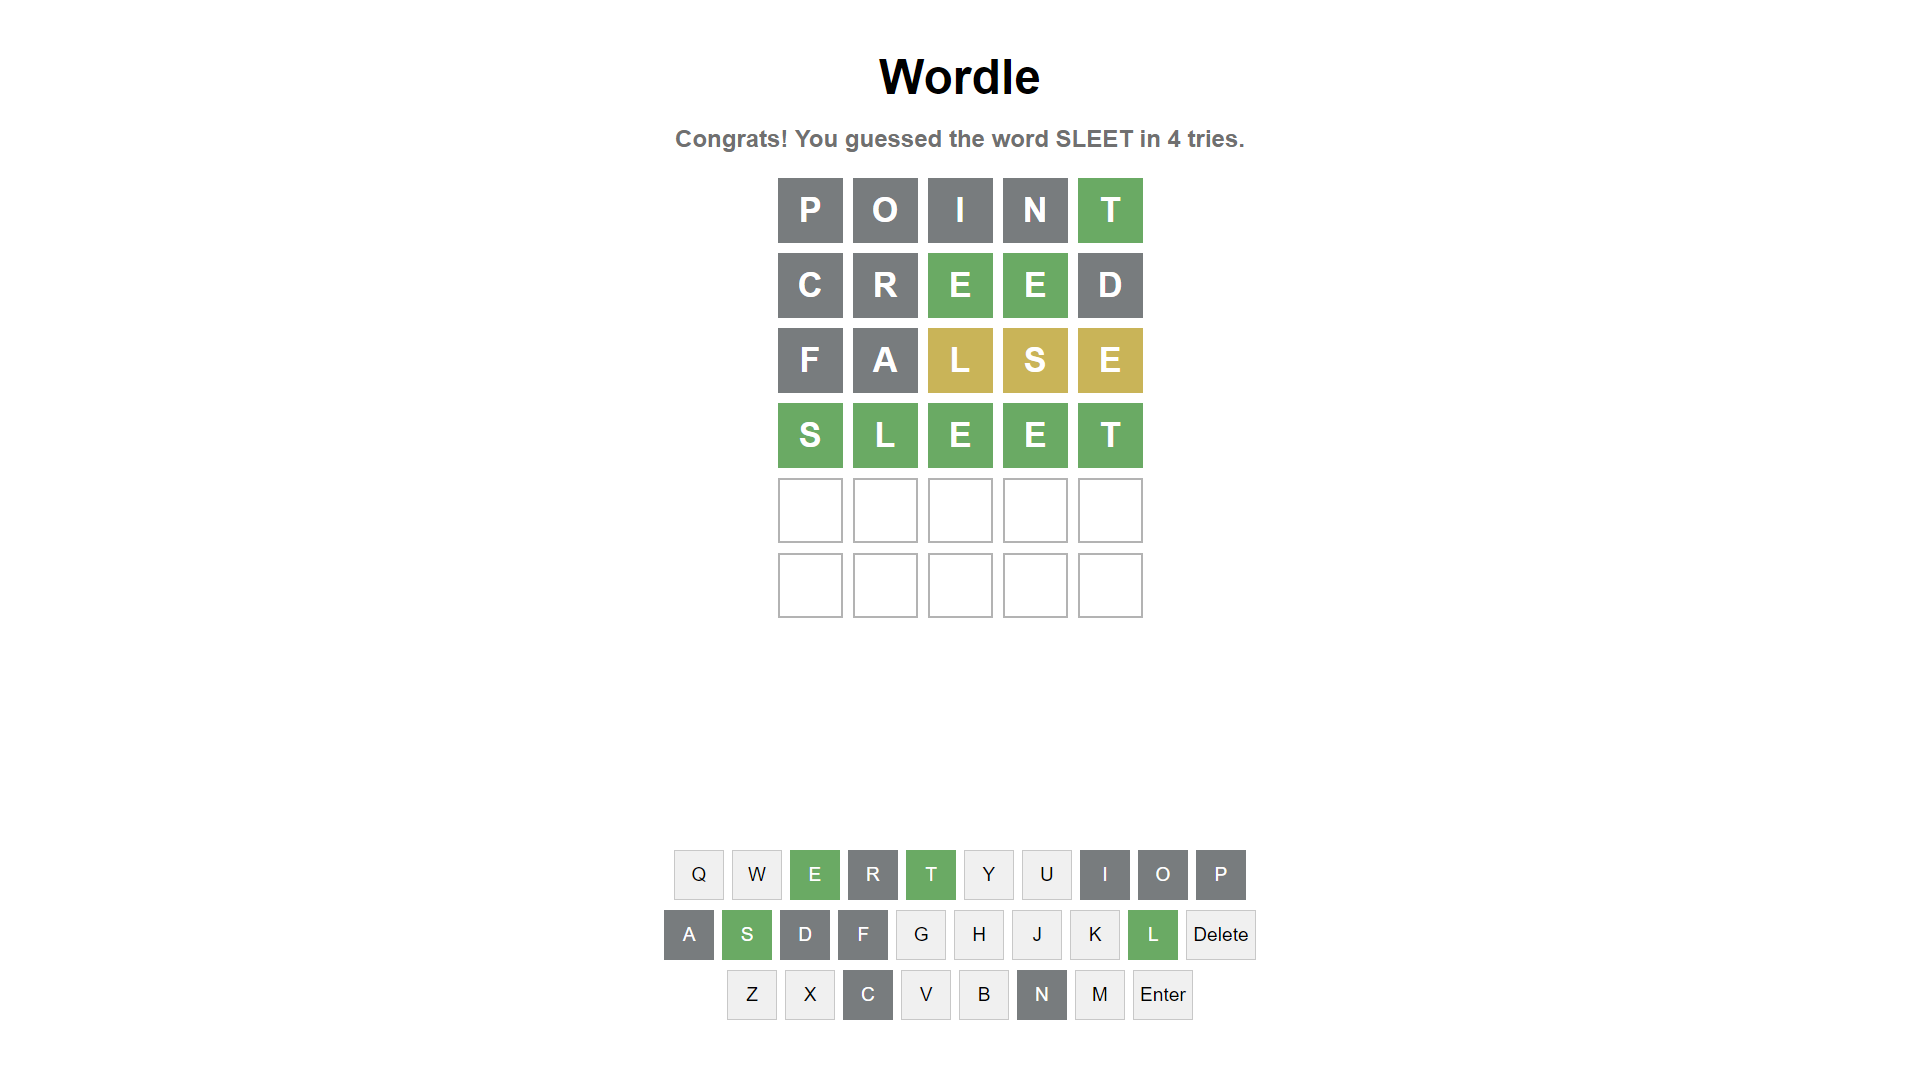 Wordle
Congrats! You guessed the word SLEET in 4 tries.
P O I N T
C R E E D
F A L S E
S L E E T
Q W E R T Y U I O P
A S D F G H J K L Delete
Z X C V B N M Enter